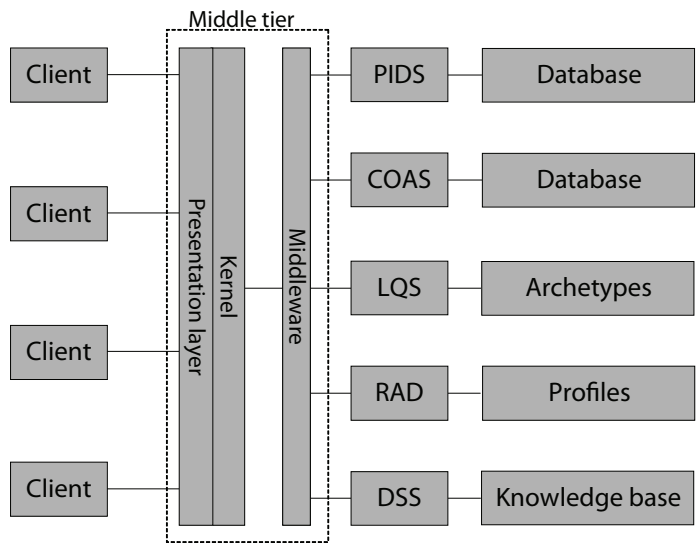 Middle tier
Client
Client
Client
Client
Presentation layer
Kernel
Middleware
PIDS
Database
COAS
Database
LQS
Archetypes
RAD
Profiles
DSS
Knowledge base